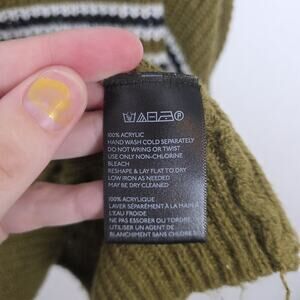 100% ACRYLIC
HAND WASH COLD SEPARATELY
DO NOT WRING OR TWIST
USE ONLY NON-CHLORINE
BLEACH
RESHAPE & LAY FLAT TO DRY
LOW IRON AS NEEDED
MAY BE DRY CLEANED
100% ACRYLIQUE
LAVER SÉPARÉMENT À LA MAIN À
L'EAU FROIDE
NE PAS ESSORER OU TORDRE
UTILISER UN AGENT DE
BLANCHIMENT SANS CHLORE